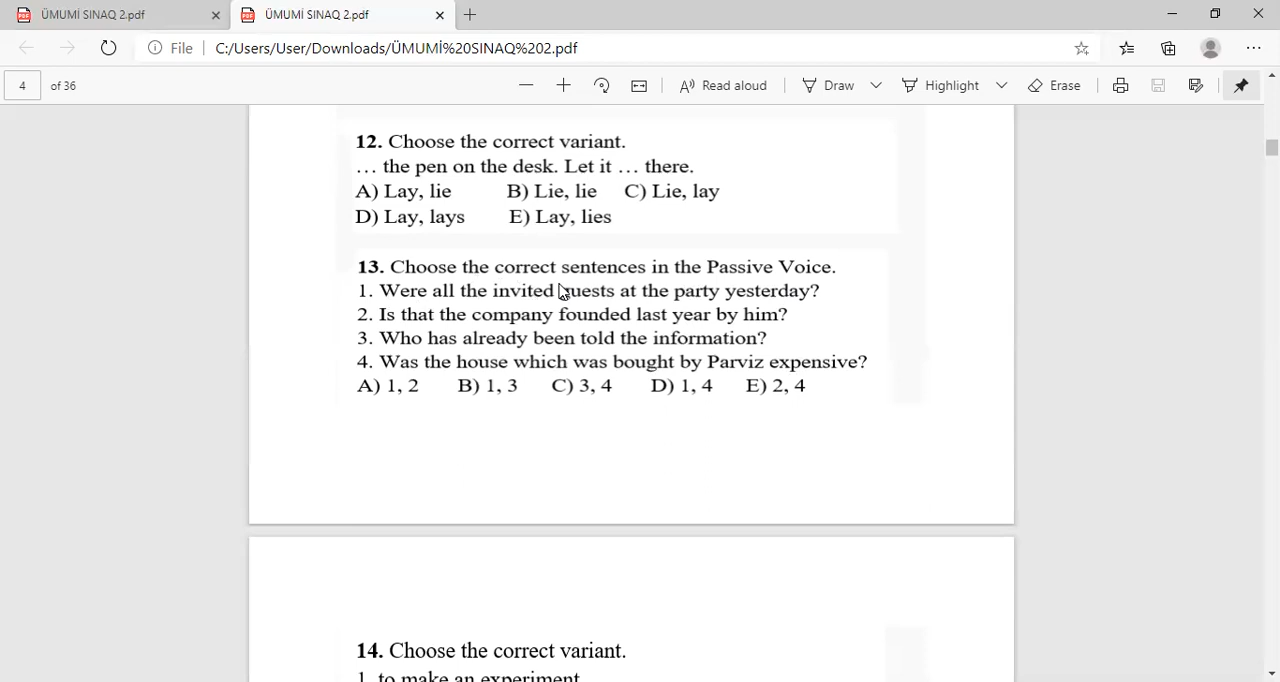 ÜMUMİ SINAQ 2.pdf
ÜMUMİ SINAQ 2.pdf
File
C:/Users/User/Downloads/ÜMUMİ%20SINAQ%202.pdf
4 of 36
Read aloud
Draw
Highlight
Erase
12. Choose the correct variant.
… the pen on the desk. Let it … there.
A) Lay, lie B) Lie, lie C) Lie, lay
D) Lay, lays E) Lay, lies
13. Choose the correct sentences in the Passive Voice.
1. Were all the invited guests at the party yesterday?
2. Is that the company founded last year by him?
3. Who has already been told the information?
4. Was the house which was bought by Parviz expensive?
A) 1, 2 B) 1, 3 C) 3, 4 D) 1, 4 E) 2, 4
14. Choose the correct variant.
1. to make an experiment